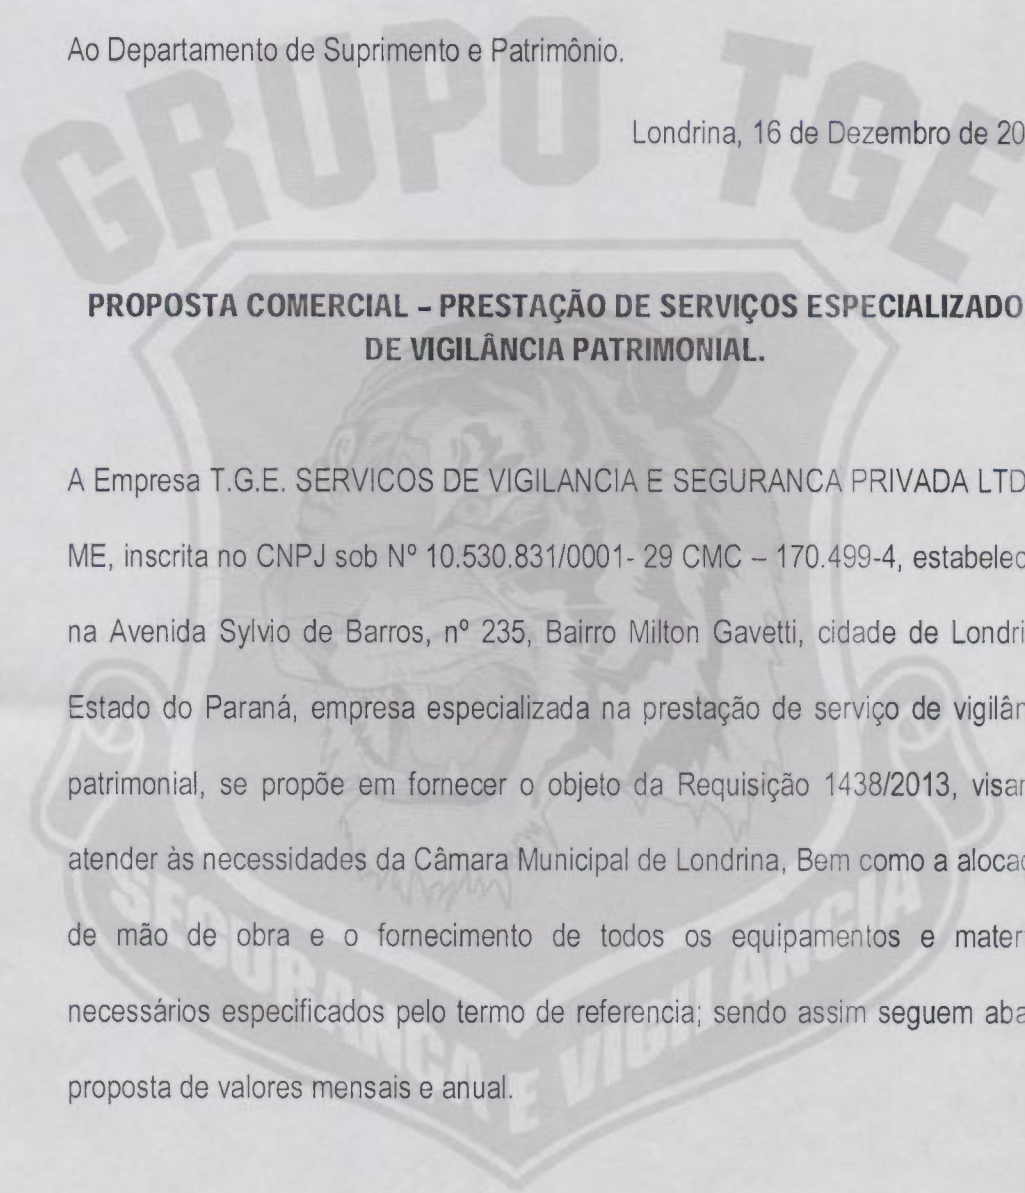 GRUPO TGE
Ao Departamento de Suprimento e Patrimônio.
Londrina, 16 de Dezembro de 20
PROPOSTA COMERCIAL – PRESTAÇÃO DE SERVIÇOS ESPECIALIZADO
DE VIGILÂNCIA PATRIMONIAL.
A Empresa T.G.E. SERVICOS DE VIGILANCIA E SEGURANCA PRIVADA LTD
ME, inscrita no CNPJ sob Nº 10.530.831/0001- 29 CMC – 170.499-4, estabelec
na Avenida Sylvio de Barros, nº 235, Bairro Milton Gavetti, cidade de Londri
Estado do Paraná, empresa especializada na prestação de serviço de vigilân
patrimonial, se propõe em fornecer o objeto da Requisição 1438/2013, visan
atender às necessidades da Câmara Municipal de Londrina, Bem como a alocaç
de mão de obra e o fornecimento de todos os equipamentos e mater
necessários especificados pelo termo de referencia; sendo assim seguem aba
proposta de valores mensais e anual.
SEGURANÇA E VIGILÂNCIA